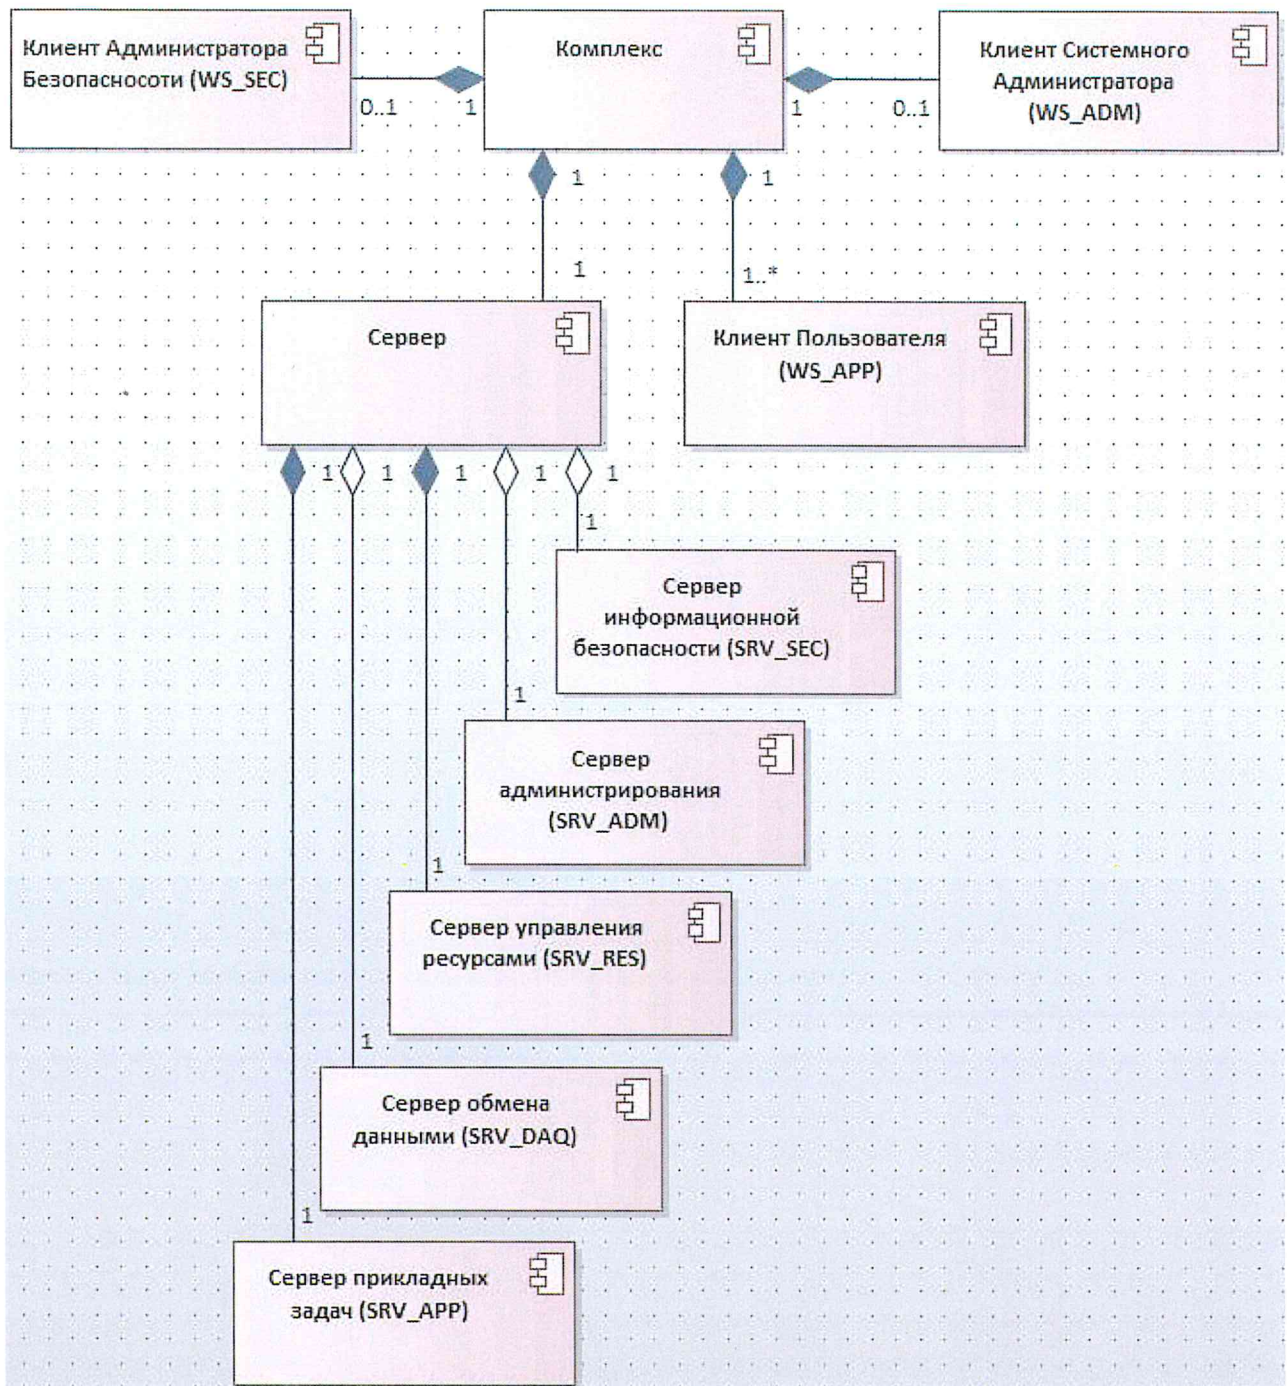 Клиент Администратора
Безопасносоти (WS_SEC)
0..1
1
Комплекс
1
0..1
Клиент Системного
Администратора
(WS_ADM)
1
1
1
1..*
Сервер
Клиент Пользователя
(WS_APP)
1
1
1
1
1
1
Сервер
информационной
безопасности (SRV_SEC)
1
Сервер
администрирования
(SRV_ADM)
1
Сервер управления
ресурсами (SRV_RES)
1
Сервер обмена
данными (SRV_DAQ)
1
Сервер прикладных
задач (SRV_APP)